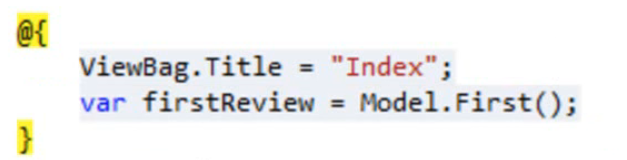 @{
ViewBag.Title = "Index";
var firstReview = Model.First();
}